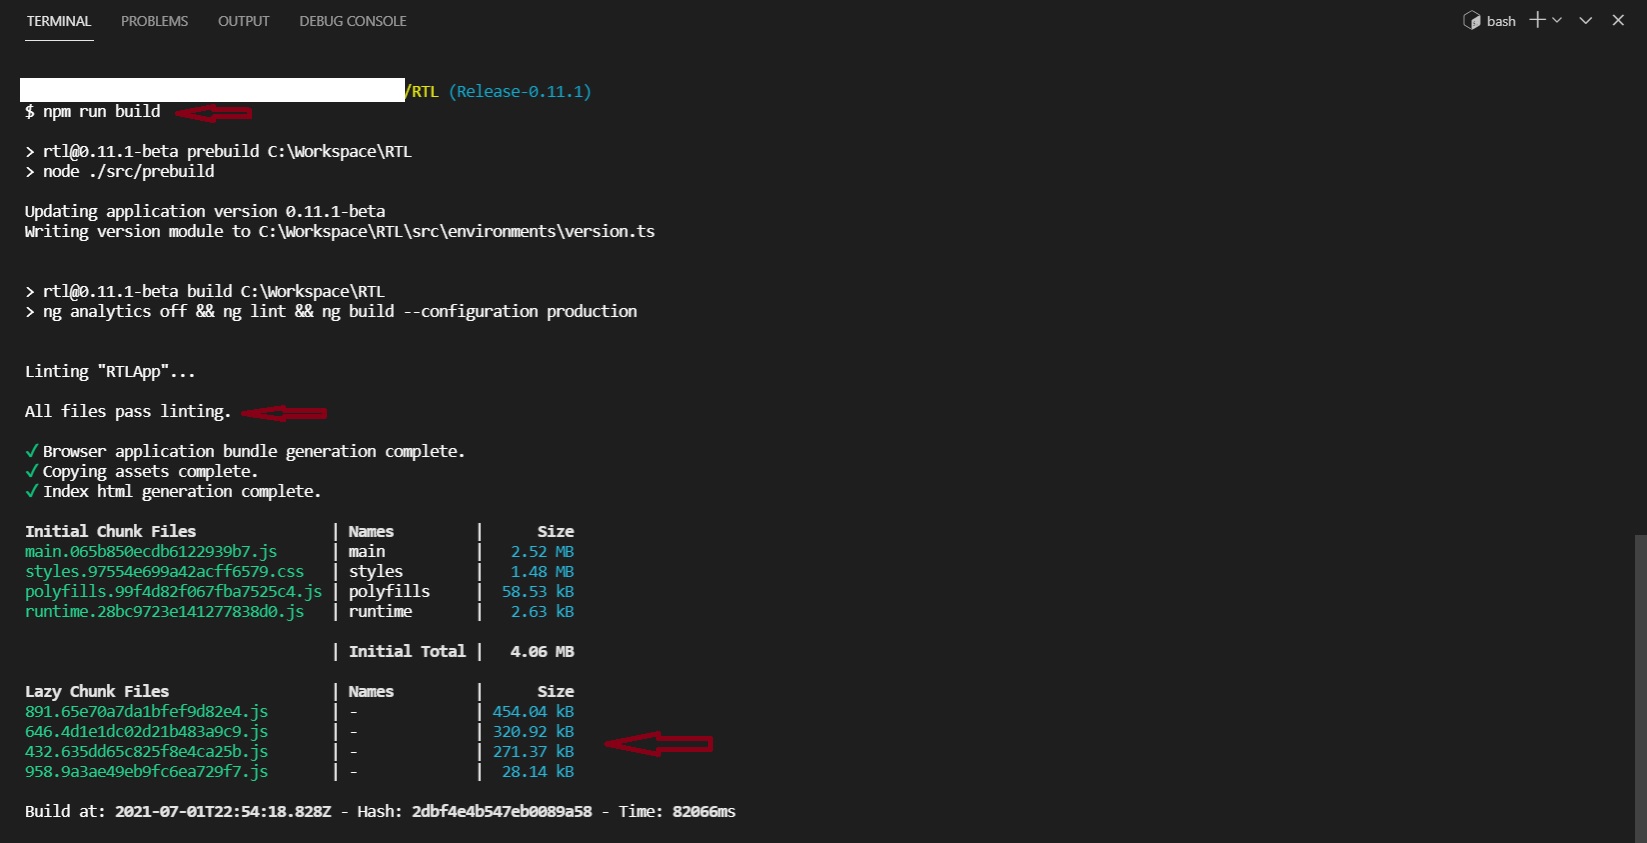 TERMINAL PROBLEMS OUTPUT DEBUG CONSOLE bash
/RTL (Release-0.11.1)
$ npm run build
> rtl@0.11.1-beta prebuild C:\Workspace\RTL
> node ./src/prebuild
Updating application version 0.11.1-beta
Writing version module to C:\Workspace\RTL\src\environments\version.ts
> rtl@0.11.1-beta build C:\Workspace\RTL
> ng analytics off && ng lint && ng build --configuration production
Linting "RTLApp"...
All files pass linting.
✓ Browser application bundle generation complete.
✓ Copying assets complete.
✓ Index html generation complete.
Initial Chunk Files | Names | Size
main.065b850ecdb6122939b7.js | main | 2.52 MB
styles.97554e699a42acff6579.css | styles | 1.48 MB
polyfills.99f4d82f067fba7525c4.js | polyfills | 58.53 kB
runtime.28bc9723e141277838d0.js | runtime | 2.63 kB
| Initial Total | 4.06 MB
Lazy Chunk Files | Names | Size
891.65e70a7da1bfef9d82e4.js | - | 454.04 kB
646.4d1e1dc02d21b483a9c9.js | - | 320.92 kB
432.635dd65c825f8e4ca25b.js | - | 271.37 kB
958.9a3ae49eb9fc6ea729f7.js | - | 28.14 kB
Build at: 2021-07-01T22:54:18.828Z - Hash: 2dbf4e4b547eb0089a58 - Time: 82066ms